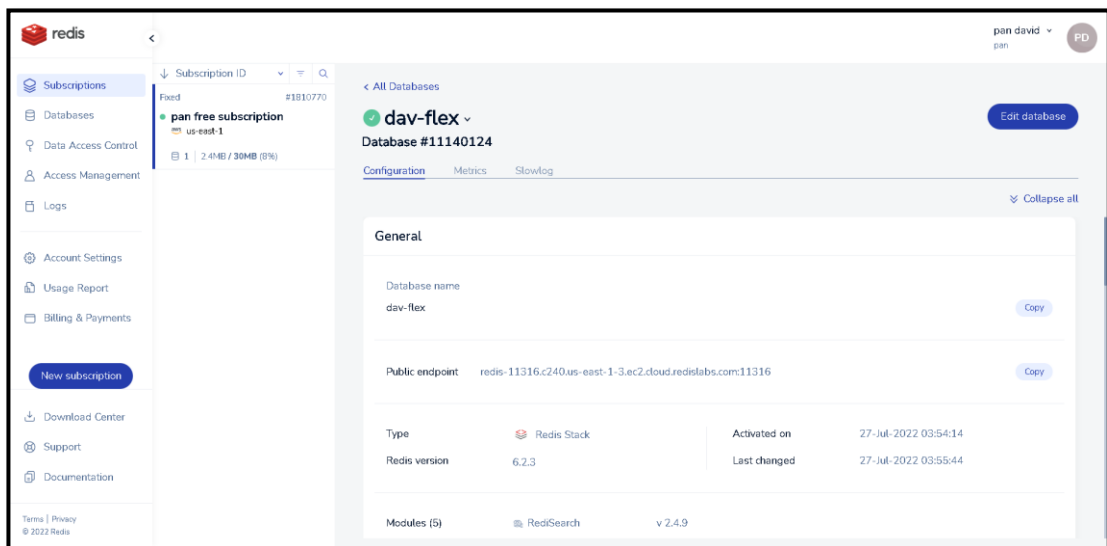 redis
pan david
pan
PD
Subscriptions
Databases
Data Access Control
Access Management
Logs
Account Settings
Usage Report
Billing & Payments
New subscription
Download Center
Support
Documentation
Terms | Privacy
© 2022 Redis
Subscription ID
Fixed #1810770
pan free subscription
us-east-1
1 | 2.4MB / 30MB (8%)
All Databases
dav-flex
Edit database
Database #11140124
Configuration Metrics Slowlog
Collapse all
General
Database name
dav-flex Copy
Public endpoint redis-11316.c240.us-east-1-3.ec2.cloud.redislabs.com:11316 Copy
Type Redis Stack Activated on 27-Jul-2022 03:54:14
Redis version 6.2.3 Last changed 27-Jul-2022 03:55:44
Modules (5) RediSearch v 2.4.9